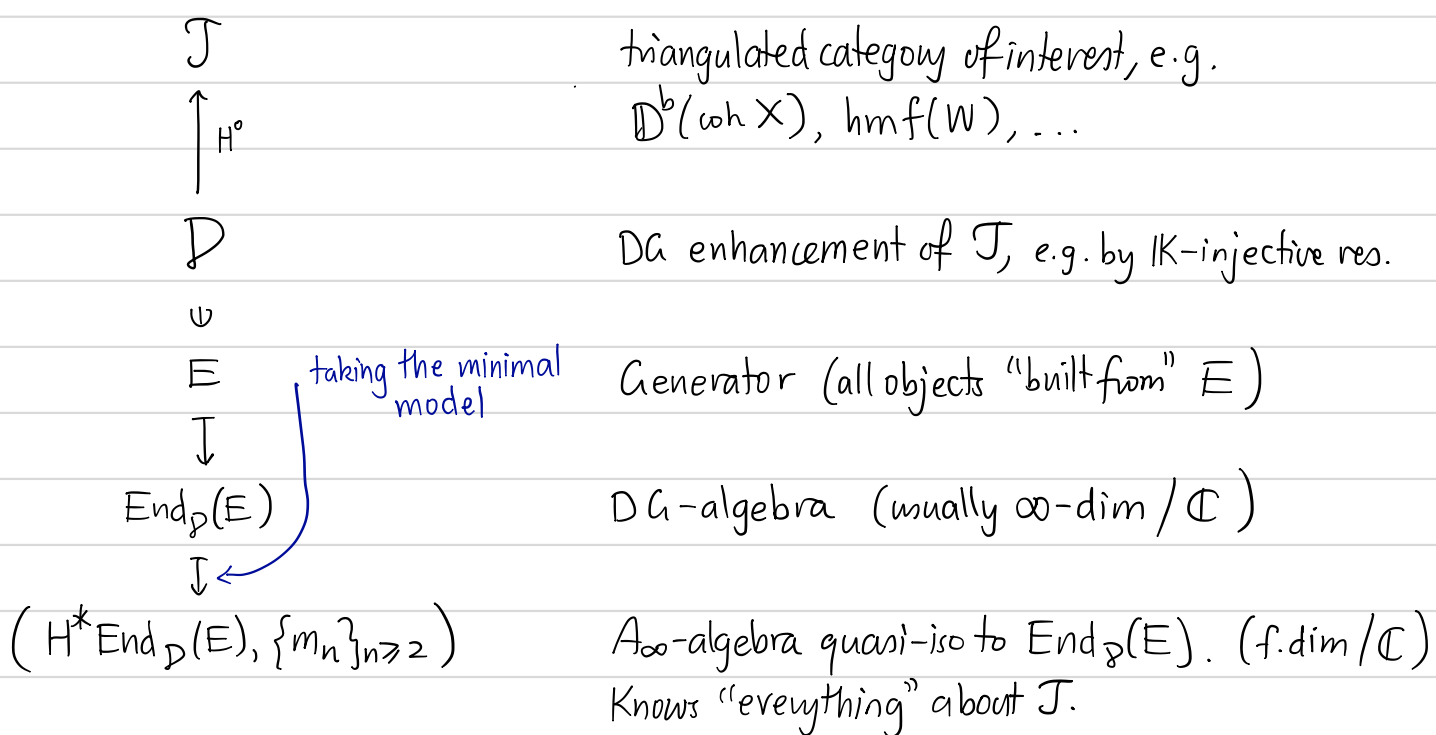 𝒯 triangulated category of interest, e.g.
↑ H⁰ 𝔻ᵇ(coh X), hmf(W), ...
𝒟 DG enhancement of 𝒯, e.g. by 𝕂-injective res.
∪
E Generator (all objects "built from" E)
taking the minimal
model
End_𝒟(E) DG-algebra (usually ∞-dim / ℂ)
(H*End_𝒟(E), {mₙ}ₙ≥₂) A∞-algebra quasi-iso to End_𝒟(E). (f.dim/ℂ)
Knows "everything" about 𝒯.